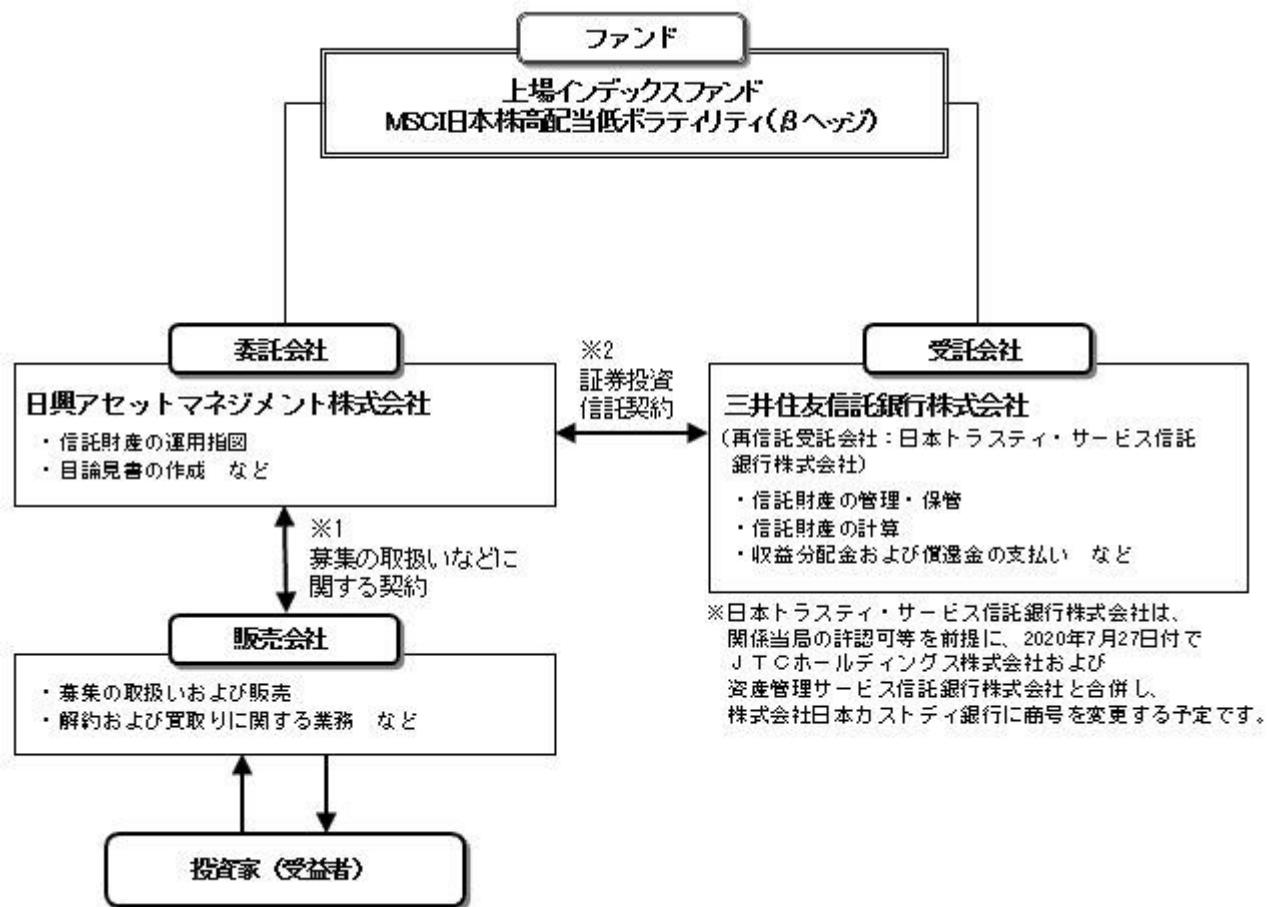 ファンド
上場インデックスファンド
MSCI日本株高配当低ボラティリティ(βヘッジ)
委託会社
日興アセットマネジメント株式会社
・信託財産の運用指図
・目論見書の作成　など
※2
証券投資
信託契約
受託会社
三井住友信託銀行株式会社
(再信託受託会社：日本トラスティ・サービス信託
銀行株式会社)
・信託財産の管理・保管
・信託財産の計算
・収益分配金および償還金の支払い　など
※1
募集の取扱いなどに
関する契約
※日本トラスティ・サービス信託銀行株式会社は、
関係当局の許認可等を前提に、2020年7月27日付で
ＪＴＣホールディングス株式会社および
資産管理サービス信託銀行株式会社と合併し、
株式会社日本カストディ銀行に商号を変更する予定です。
販売会社
・募集の取扱いおよび販売
・解約および買取りに関する業務　など
投資家（受益者）